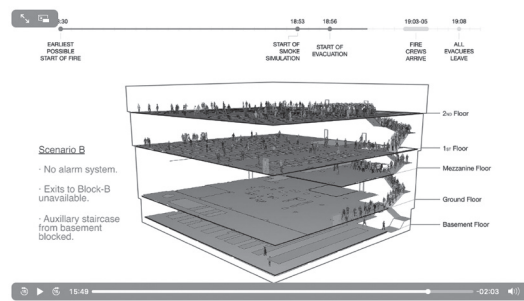 :30
18:53
18:56
19:03-05
19:08
EARLIEST
POSSIBLE
START OF FIRE
START OF
SMOKE
SIMULATION
START OF
EVACUATION
FIRE
CREWS
ARRIVE
ALL
EVACUEES
LEAVE
2ND Floor
1ST Floor
Mezzanine Floor
Ground Floor
Basement Floor
Scenario B
· No alarm system.
· Exits to Block-B
unavailable.
· Auxiliary staircase
from basement
blocked.
15:49
-02:03